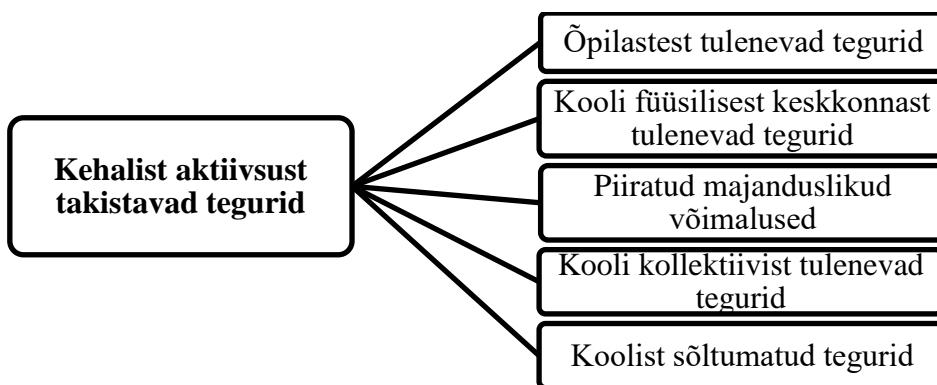 Kehalist aktiivsust
takistavad tegurid
Õpilastest tulenevad tegurid
Kooli füüsilisest keskkonnast
tulenevad tegurid
Piiratud majanduslikud
võimalused
Kooli kollektiivist tulenevad
tegurid
Koolist sõltumatud tegurid